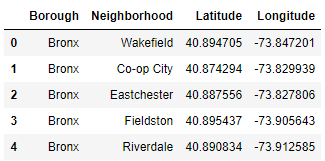 Borough Neighborhood Latitude Longitude
0 Bronx Wakefield 40.894705 -73.847201
1 Bronx Co-op City 40.874294 -73.829939
2 Bronx Eastchester 40.887556 -73.827806
3 Bronx Fieldston 40.895437 -73.905643
4 Bronx Riverdale 40.890834 -73.912585